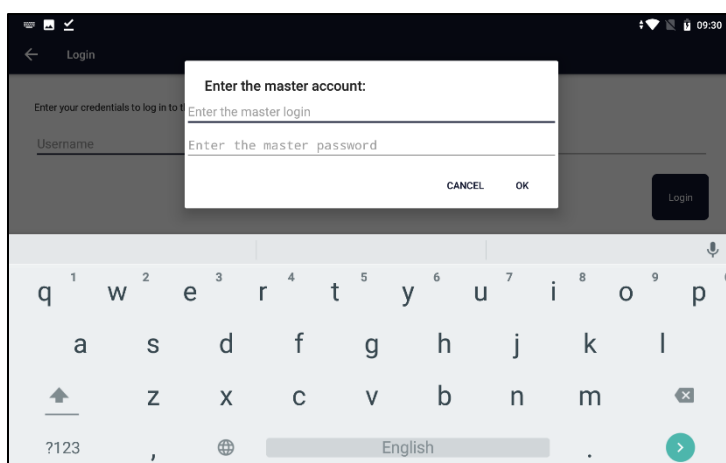 09:30
Login
Enter the master account:
Enter your credentials to log in to t
Enter the master login
Username
Enter the master password
CANCEL OK
Login
1 2 3 4 5 6 7 8 9
q w e r t y u i o p
a s d f g h j k l
z x c v b n m
?123 , English .